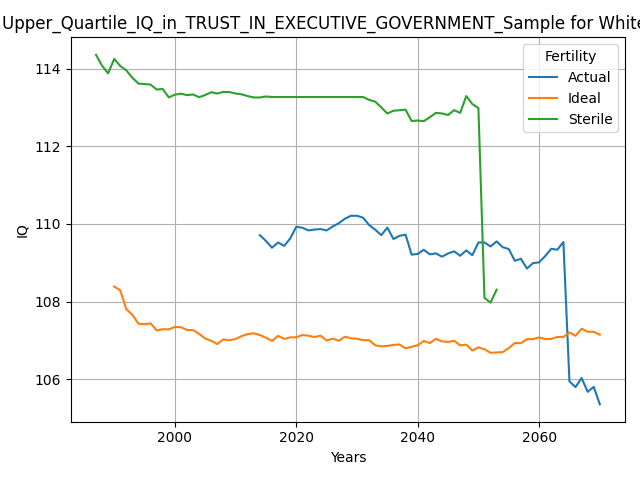 Upper_Quartile_IQ_in_TRUST_IN_EXECUTIVE_GOVERNMENT_Sample for White
Fertility
Actual
Ideal
Sterile
114
112
110
108
106
IQ
2000 2020 2040 2060
Years